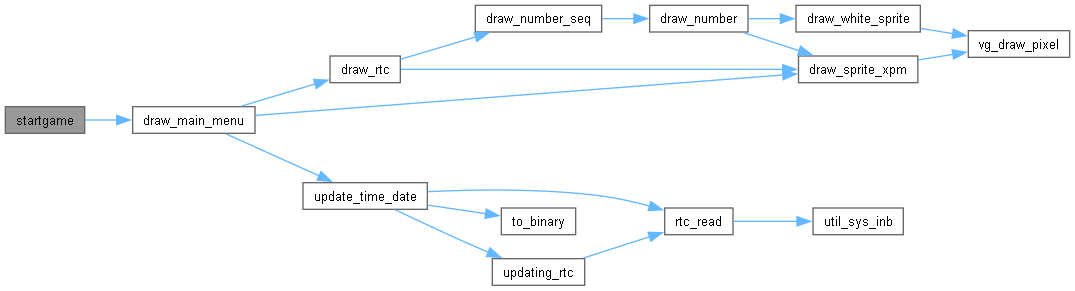 startgame
draw_main_menu
draw_rtc
draw_number_seq
draw_number
draw_white_sprite
draw_sprite_xpm
vg_draw_pixel
update_time_date
to_binary
updating_rtc
rtc_read
util_sys_inb